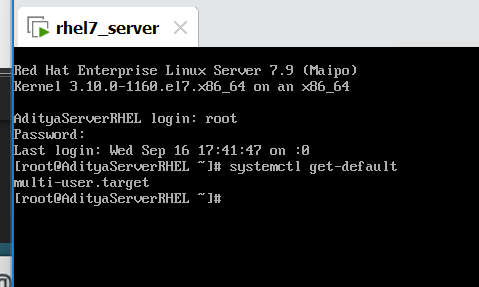 rhel7_server
Red Hat Enterprise Linux Server 7.9 (Maipo)
Kernel 3.10.0-1160.el7.x86_64 on an x86_64
AdityaServerRHEL login: root
Password:
Last login: Wed Sep 16 17:41:47 on :0
[root@AdityaServerRHEL ~]# systemctl get-default
multi-user.target
[root@AdityaServerRHEL ~]#